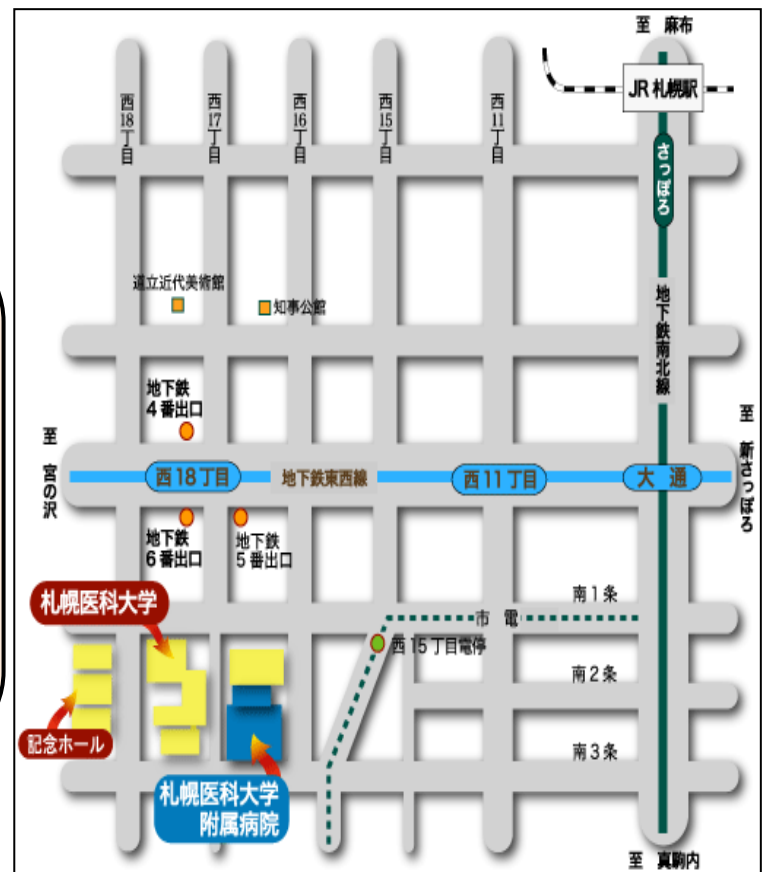 至 麻布
JR 札幌駅
西18丁目
西17丁目
西16丁目
西15丁目
西11丁目
さっぽろ
道立近代美術館
知事公館
地下鉄南北線
地下鉄
4番出口
至 宮の沢
西18丁目
地下鉄東西線
西11丁目
大通
至 新さっぽろ
地下鉄
6番出口
地下鉄
5番出口
札幌医科大学
南1条
市電
西15丁目電停
南2条
記念ホール
南3条
札幌医科大学
附属病院
至 真駒内